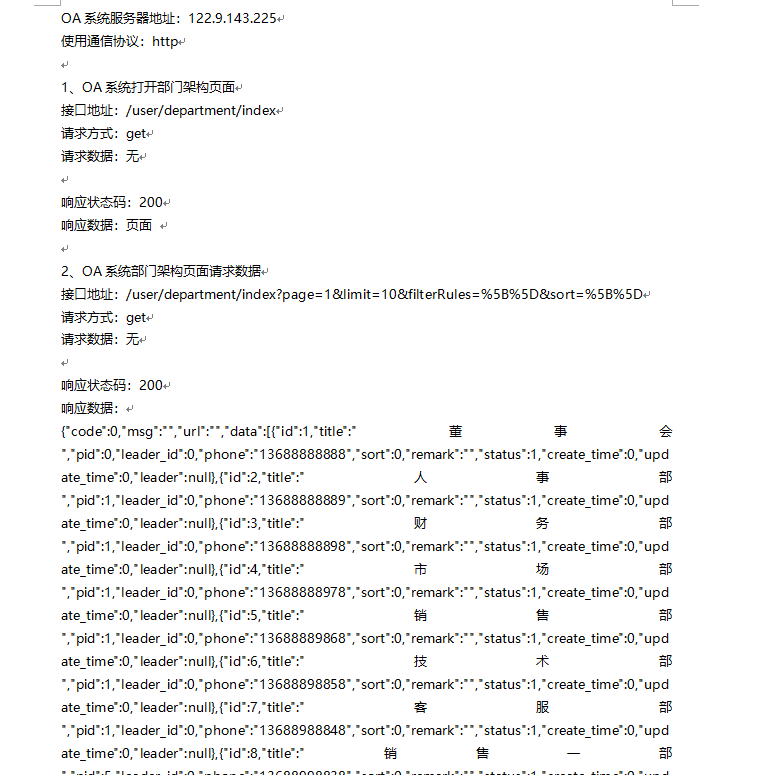 OA 系统服务器地址：122.9.143.225
使用通信协议：http
1、OA 系统打开部门架构页面
接口地址：/user/department/index
请求方式：get
请求数据：无
响应状态码：200
响应数据：页面
2、OA 系统部门架构页面请求数据
接口地址：/user/department/index?page=1&limit=10&filterRules=%5B%5D&sort=%5B%5D
请求方式：get
请求数据：无
响应状态码：200
响应数据：
{"code":0,"msg":"","url":"","data":[{"id":1,"title":" 董 事 会
","pid":0,"leader_id":0,"phone":"13688888888","sort":0,"remark":"","status":1,"create_time":0,"upd
ate_time":0,"leader":null},{"id":2,"title":" 人 事 部
","pid":1,"leader_id":0,"phone":"13688888889","sort":0,"remark":"","status":1,"create_time":0,"upd
ate_time":0,"leader":null},{"id":3,"title":" 财 务 部
","pid":1,"leader_id":0,"phone":"13688888898","sort":0,"remark":"","status":1,"create_time":0,"upd
ate_time":0,"leader":null},{"id":4,"title":" 市 场 部
","pid":1,"leader_id":0,"phone":"13688888978","sort":0,"remark":"","status":1,"create_time":0,"upd
ate_time":0,"leader":null},{"id":5,"title":" 销 售 部
","pid":1,"leader_id":0,"phone":"13688889868","sort":0,"remark":"","status":1,"create_time":0,"upd
ate_time":0,"leader":null},{"id":6,"title":" 技 术 部
","pid":1,"leader_id":0,"phone":"13688898858","sort":0,"remark":"","status":1,"create_time":0,"upd
ate_time":0,"leader":null},{"id":7,"title":" 客 服 部
","pid":1,"leader_id":0,"phone":"13688988848","sort":0,"remark":"","status":1,"create_time":0,"upd
ate_time":0,"leader":null},{"id":8,"title":" 销 售 一 部